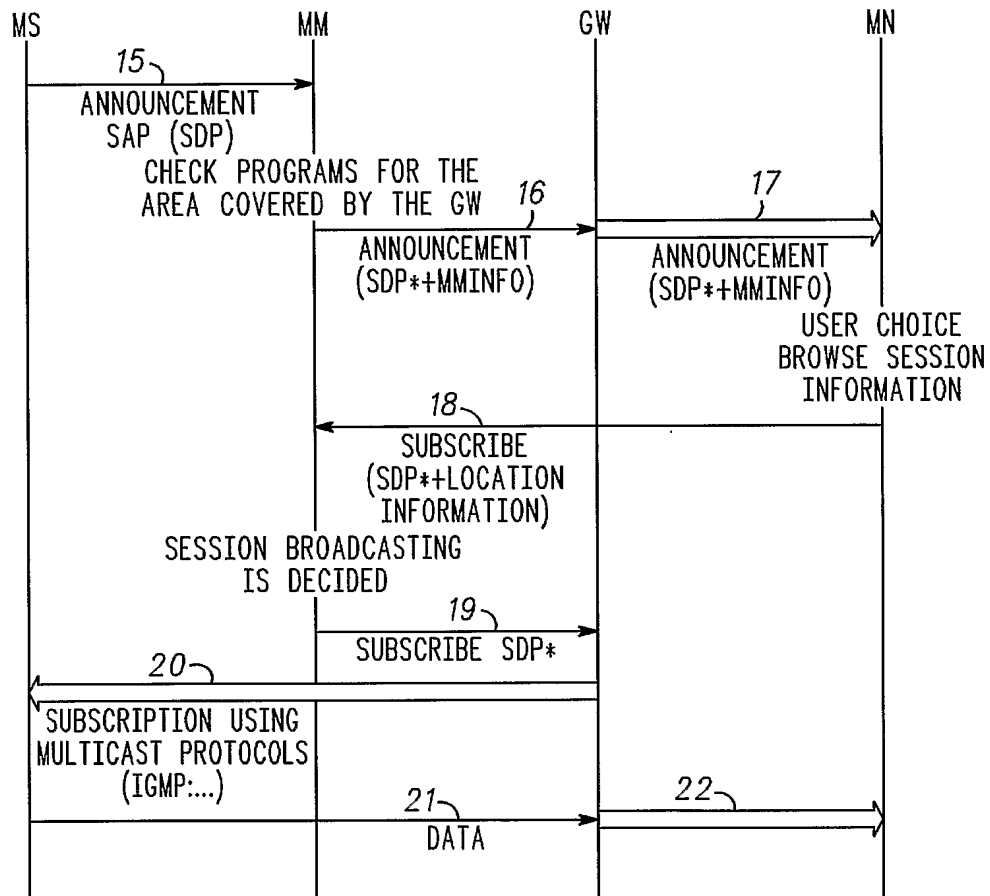 MS MM GW MN
15
ANNOUNCEMENT
SAP (SDP)
CHECK PROGRAMS FOR THE
AREA COVERED BY THE GW
16
ANNOUNCEMENT
(SDP*+MMINFO)
17
ANNOUNCEMENT
(SDP*+MMINFO)
USER CHOICE
BROWSE SESSION
INFORMATION
18
SUBSCRIBE
(SDP*+LOCATION
INFORMATION)
SESSION BROADCASTING
IS DECIDED
19
SUBSCRIBE SDP*
20
SUBSCRIPTION USING
MULTICAST PROTOCOLS
(IGMP:...)
21
DATA
22